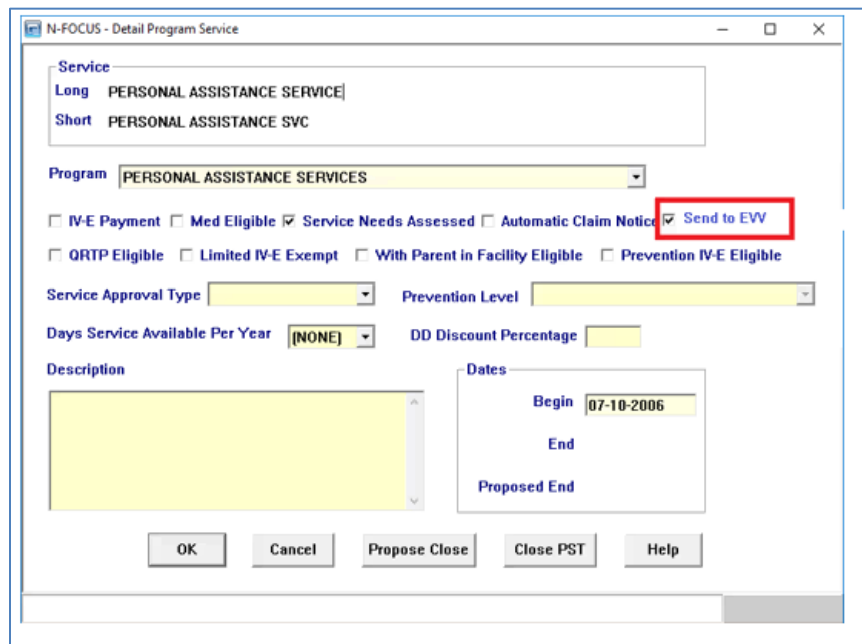 N-FOCUS - Detail Program Service
Service
Long PERSONAL ASSISTANCE SERVICE
Short PERSONAL ASSISTANCE SVC
Program PERSONAL ASSISTANCE SERVICES
IV-E Payment Med Eligible Service Needs Assessed Automatic Claim Notice Send to EVV
QRTP Eligible Limited IV-E Exempt With Parent in Facility Eligible Prevention IV-E Eligible
Service Approval Type Prevention Level
Days Service Available Per Year (NONE) DD Discount Percentage
Description Dates
Begin 07-10-2006
End
Proposed End
OK Cancel Propose Close Close PST Help